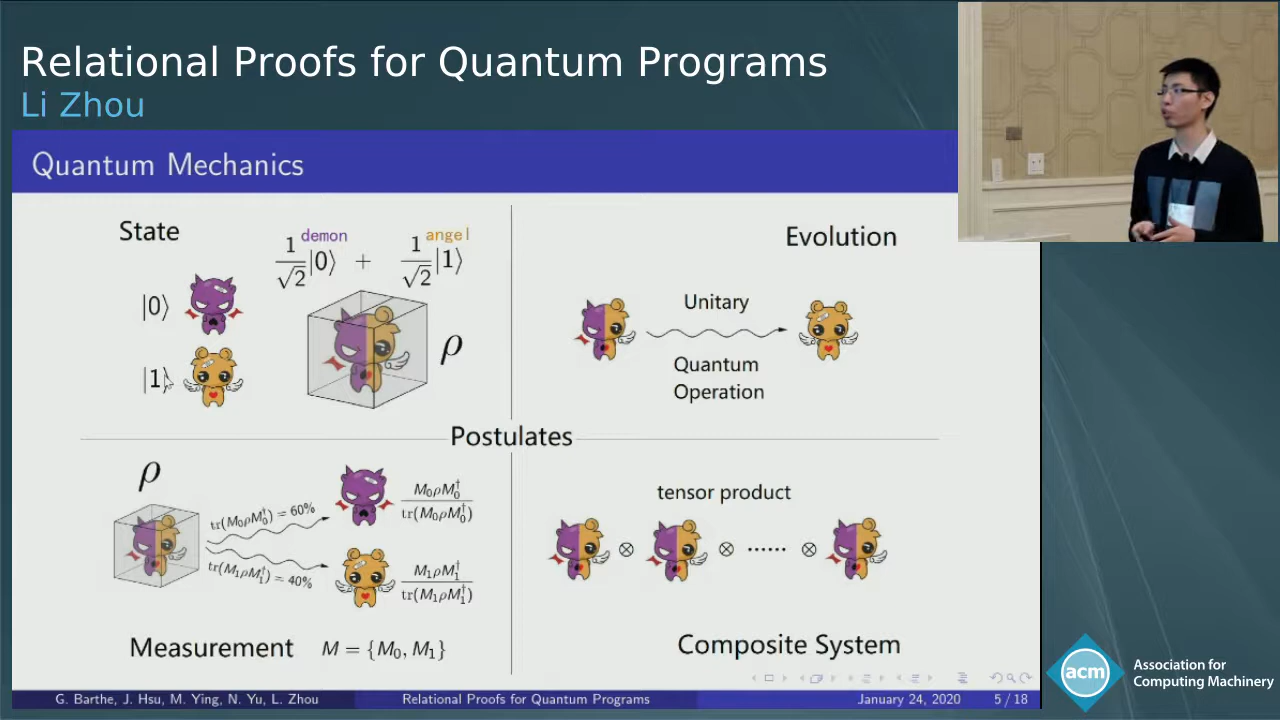 Relational Proofs for Quantum Programs
Li Zhou
Quantum Mechanics
State
demon
angel
1/√2 |0⟩ + 1/√2 |1⟩
|0⟩
|1⟩
ρ
Evolution
Unitary
Quantum
Operation
Postulates
ρ
tr(M₀ρM₀†) = 60%
M₀ρM₀† / tr(M₀ρM₀†)
tr(M₁ρM₁†) = 40%
M₁ρM₁† / tr(M₁ρM₁†)
Measurement M = {M₀, M₁}
tensor product
⊗ ⊗ ······ ⊗
Composite System
G. Barthe, J. Hsu, M. Ying, N. Yu, L. Zhou
Relational Proofs for Quantum Programs
January 24, 2020
5 / 18
acm
Association for
Computing Machinery